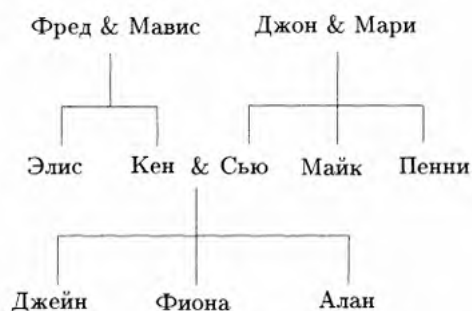 Фред & Мавис Джон & Мари
Элис Кен & Сью Майк Пенни
Джейн Фиона Алан